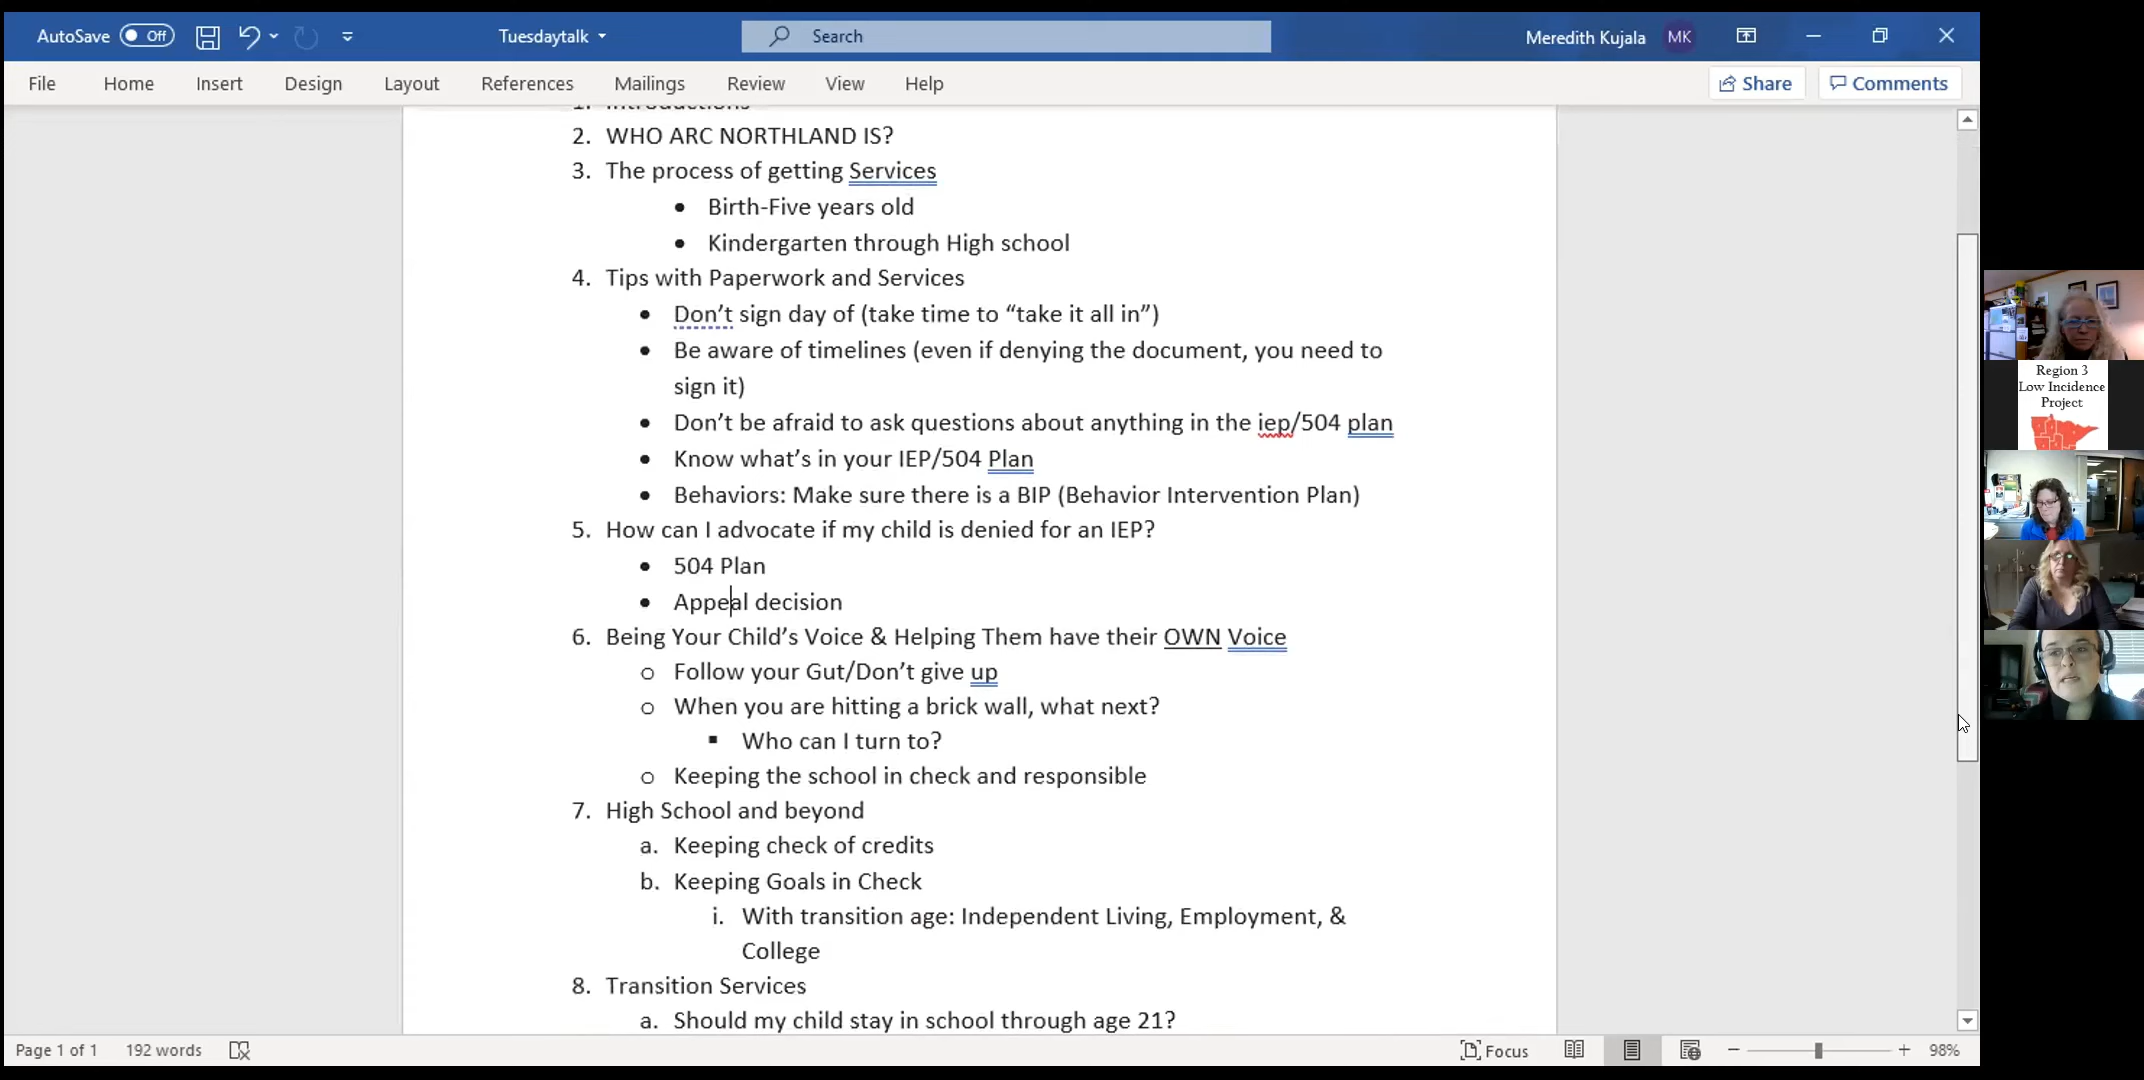 AutoSave Off Tuesdaytalk Search Meredith Kujala MK
File Home Insert Design Layout References Mailings Review View Help Share Comments
1. Introductions
2. WHO ARC NORTHLAND IS?
3. The process of getting Services
• Birth-Five years old
• Kindergarten through High school
4. Tips with Paperwork and Services
• Don’t sign day of (take time to “take it all in”)
• Be aware of timelines (even if denying the document, you need to
sign it)
• Don’t be afraid to ask questions about anything in the iep/504 plan
• Know what’s in your IEP/504 Plan
• Behaviors: Make sure there is a BIP (Behavior Intervention Plan)
5. How can I advocate if my child is denied for an IEP?
• 504 Plan
• Appeal decision
6. Being Your Child’s Voice & Helping Them have their OWN Voice
o Follow your Gut/Don’t give up
o When you are hitting a brick wall, what next?
▪ Who can I turn to?
o Keeping the school in check and responsible
7. High School and beyond
a. Keeping check of credits
b. Keeping Goals in Check
i. With transition age: Independent Living, Employment, &
College
8. Transition Services
a. Should my child stay in school through age 21?
Page 1 of 1 192 words Focus 98%
Region 3
Low Incidence
Project